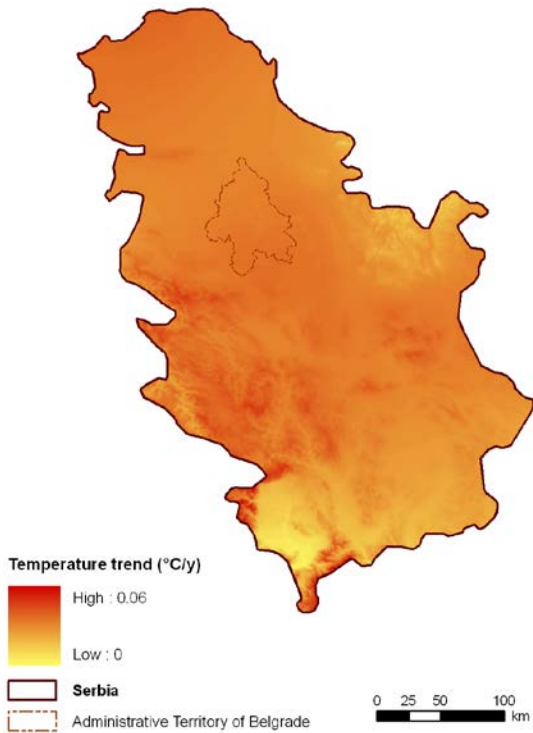 Temperature trend (°C/y)
High : 0.06
Low : 0
Serbia
Administrative Territory of Belgrade
0 25 50 100
km